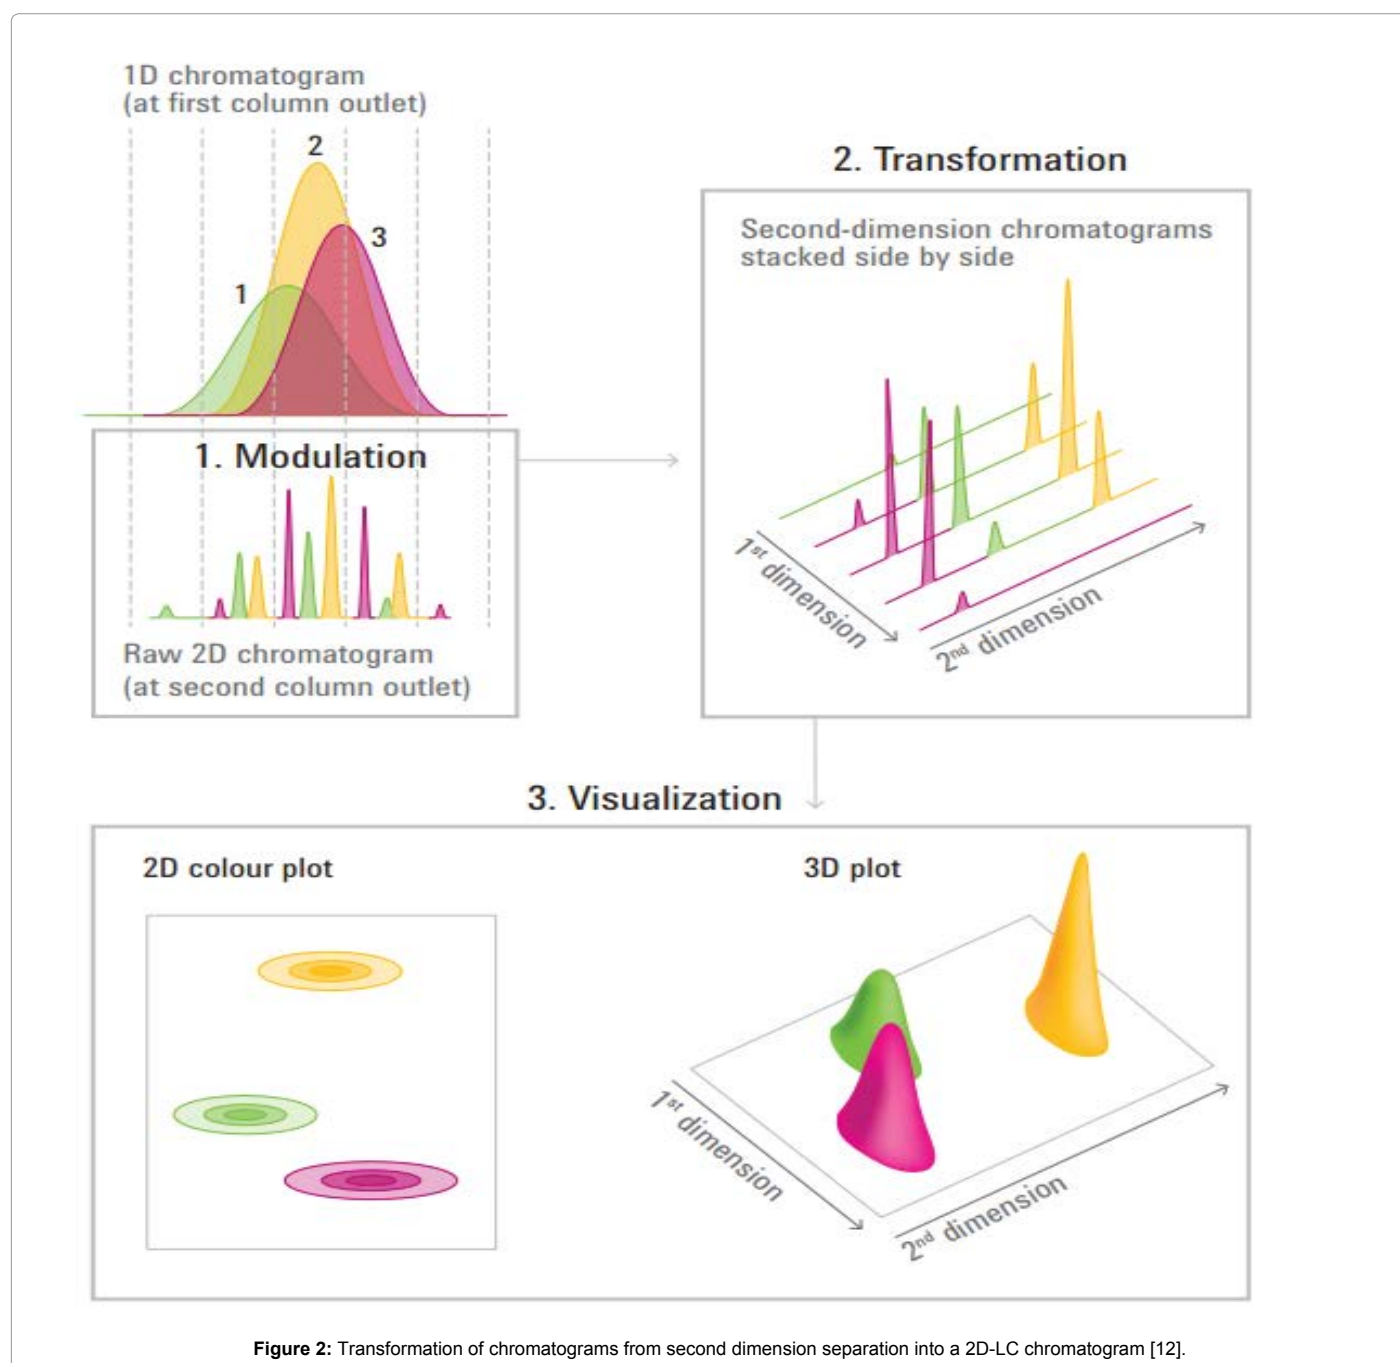 1D chromatogram
(at first column outlet)
2
3
1
1. Modulation
Raw 2D chromatogram
(at second column outlet)
2. Transformation
Second-dimension chromatograms
stacked side by side
1st dimension
2nd dimension
3. Visualization
2D colour plot
3D plot
1st dimension
2nd dimension
Figure 2: Transformation of chromatograms from second dimension separation into a 2D-LC chromatogram [12].